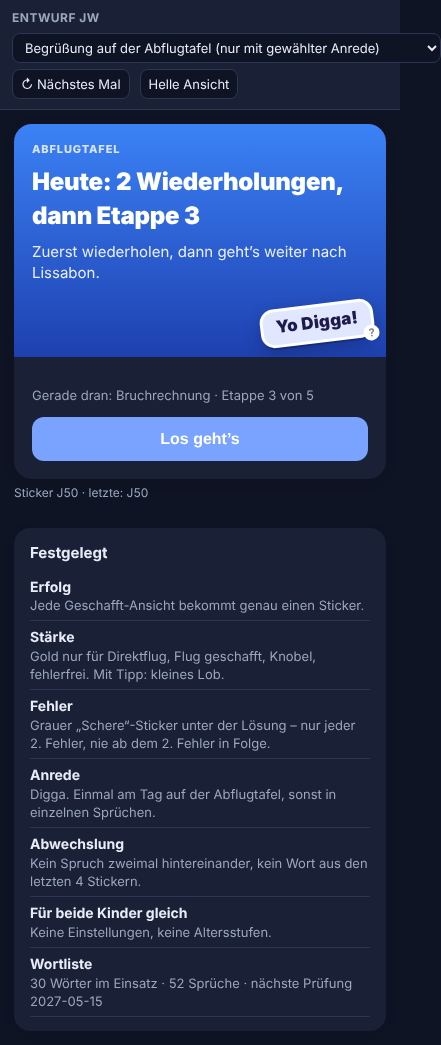 ENTWURF JW
Begrüßung auf der Abflugtafel (nur mit gewählter Anrede)
↻ Nächstes Mal
Helle Ansicht
ABFLUGTAFEL
Heute: 2 Wiederholungen,
dann Etappe 3
Zuerst wiederholen, dann geht’s weiter nach
Lissabon.
Yo Digga!
?
Gerade dran: Bruchrechnung · Etappe 3 von 5
Los geht’s
Sticker J50 · letzte: J50
Festgelegt
Erfolg
Jede Geschafft-Ansicht bekommt genau einen Sticker.
Stärke
Gold nur für Direktflug, Flug geschafft, Knobel,
fehlerfrei. Mit Tipp: kleines Lob.
Fehler
Grauer „Schere“-Sticker unter der Lösung – nur jeder
2. Fehler, nie ab dem 2. Fehler in Folge.
Anrede
Digga. Einmal am Tag auf der Abflugtafel, sonst in
einzelnen Sprüchen.
Abwechslung
Kein Spruch zweimal hintereinander, kein Wort aus den
letzten 4 Stickern.
Für beide Kinder gleich
Keine Einstellungen, keine Altersstufen.
Wortliste
30 Wörter im Einsatz · 52 Sprüche · nächste Prüfung
2027-05-15